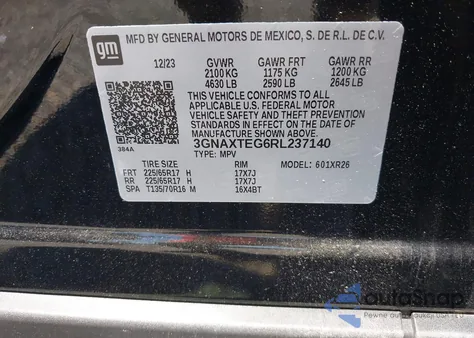 gm
MFD BY GENERAL MOTORS DE MEXICO, S. DE R.L. DE C.V.
12/23 GVWR GAWR FRT GAWR RR
2100 KG 1175 KG 1200 KG
4630 LB 2590 LB 2645 LB
THIS VEHICLE CONFORMS TO ALL
APPLICABLE U.S. FEDERAL MOTOR
VEHICLE SAFETY AND THEFT
PREVENTION STANDARDS IN EFFECT ON
THE DATE OF MANUFACTURE SHOWN ABOVE.
384A 3GNAXTEG6RL237140
TYPE: MPV
TIRE SIZE RIM MODEL: 601XR26
FRT 225/65R17 H 17X7J
RR 225/65R17 H 17X7J
SPA T135/70R16 M 16X4BT
autoSnap